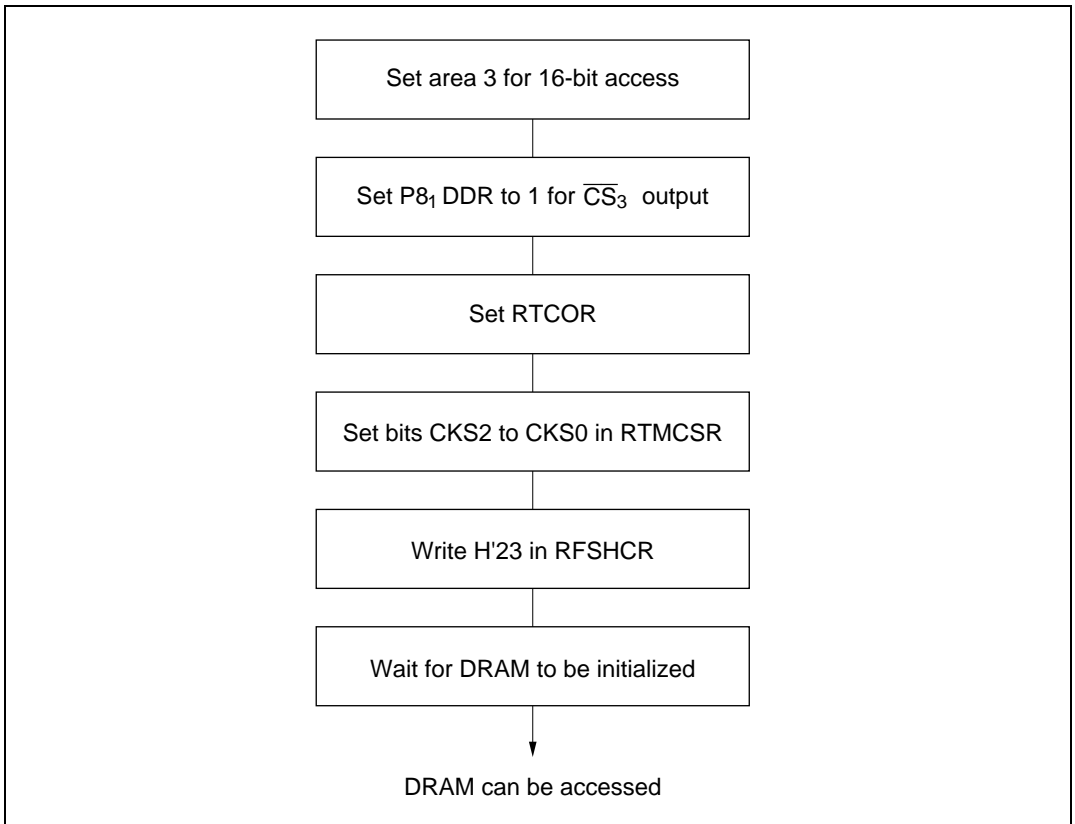 Set area 3 for 16-bit access
Set P8₁ DDR to 1 for C̅S̅₃ output
Set RTCOR
Set bits CKS2 to CKS0 in RTMCSR
Write H'23 in RFSHCR
Wait for DRAM to be initialized
DRAM can be accessed